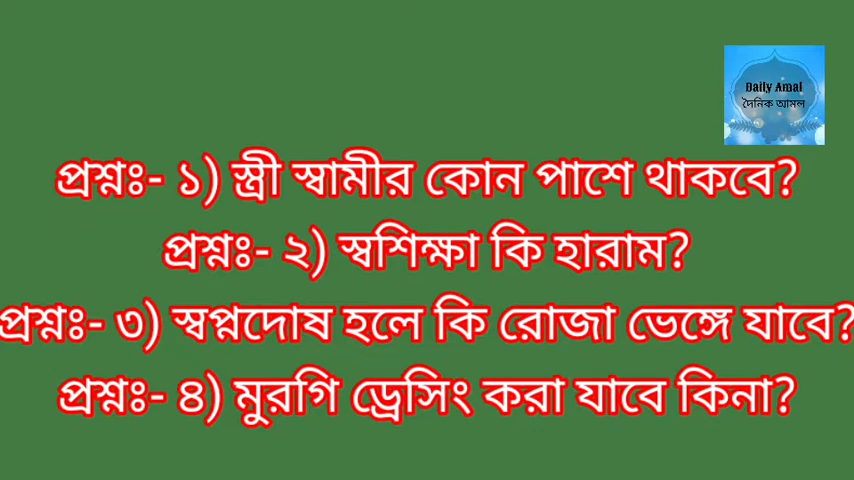 Daily Amal
দৈনিক আমল
প্রশ্নঃ- ১) স্ত্রী স্বামীর কোন পাশে থাকবে?
প্রশ্নঃ- ২) স্বশিক্ষা কি হারাম?
প্রশ্নঃ- ৩) স্বপ্নদোষ হলে কি রোজা ভেঙ্গে যাবে?
প্রশ্নঃ- ৪) মুরগি ড্রেসিং করা যাবে কিনা?